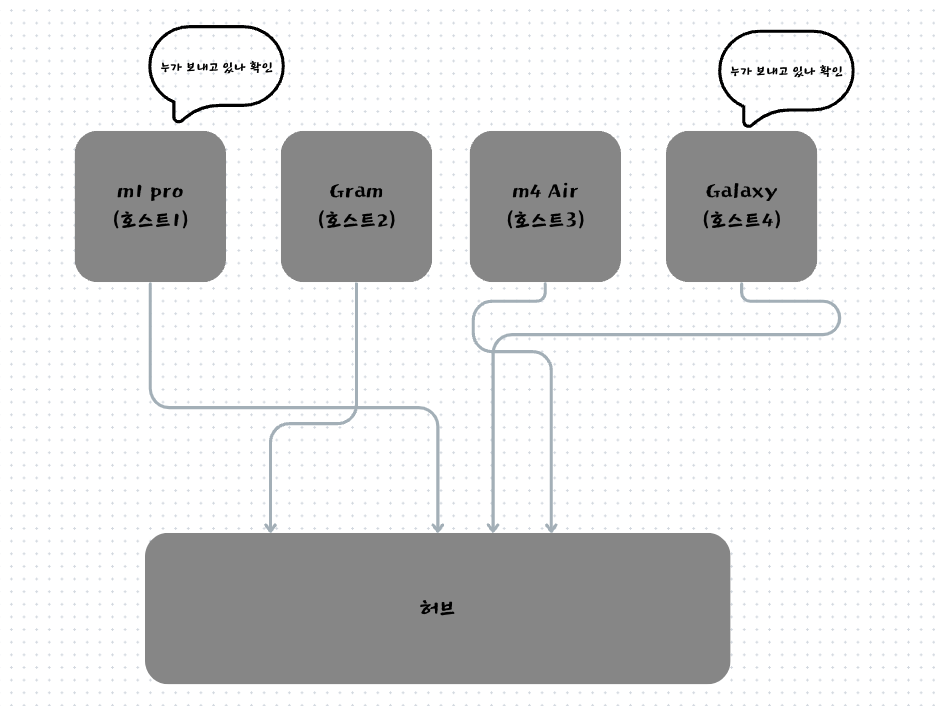 누가 보내고 있나 확인
누가 보내고 있나 확인
m1 pro
(호스트1)
Gram
(호스트2)
m4 Air
(호스트3)
Galaxy
(호스트4)
허브